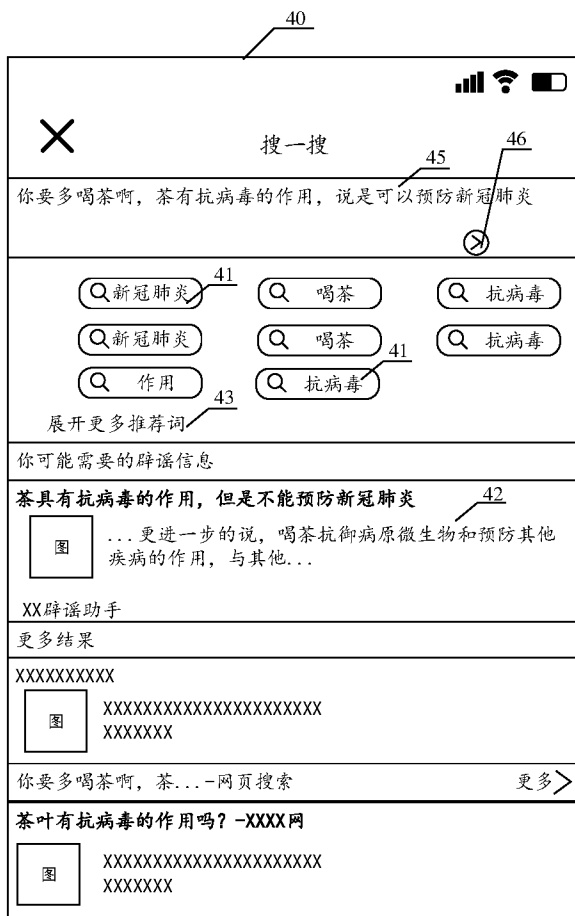 40
搜一搜
46
45
你要多喝茶啊，茶有抗病毒的作用，说是可以预防新冠肺炎
41
新冠肺炎 喝茶 抗病毒
新冠肺炎 喝茶 抗病毒
41
作用 抗病毒
43
展开更多推荐词
你可能需要的辟谣信息
茶具有抗病毒的作用，但是不能预防新冠肺炎
42
图
...更进一步的说，喝茶抗御病原微生物和预防其他
疾病的作用，与其他...
XX辟谣助手
更多结果
XXXXXXXXXX
图
XXXXXXXXXXXXXXXXXXXXXX
XXXXXXX
你要多喝茶啊，茶...-网页搜索 更多
茶叶有抗病毒的作用吗？-XXXX网
图
XXXXXXXXXXXXXXXXXXXXXX
XXXXXXX